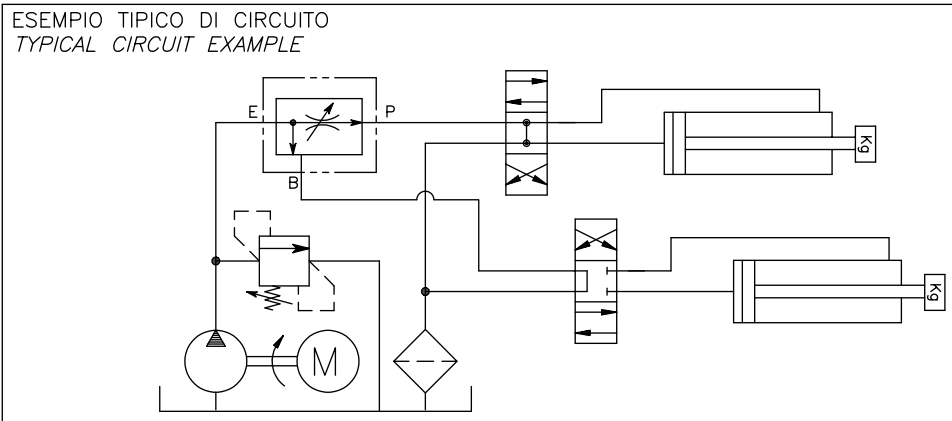 ESEMPIO TIPICO DI CIRCUITO
TYPICAL CIRCUIT EXAMPLE
E
P
B
Kg
Kg
M